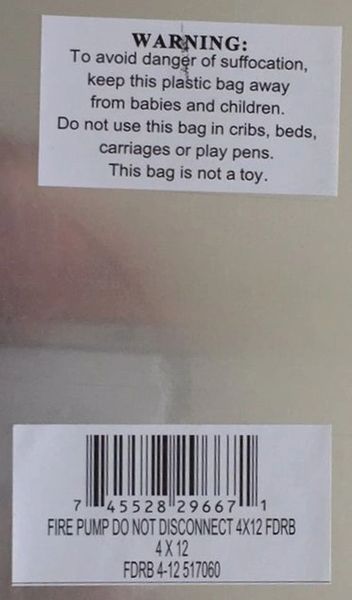 WARNING:
To avoid danger of suffocation,
keep this plastic bag away
from babies and children.
Do not use this bag in cribs, beds,
carriages or play pens.
This bag is not a toy.
7 45528 29667 1
FIRE PUMP DO NOT DISCONNECT 4X12 FDRB
4 X 12
FDRB 4-12 517060